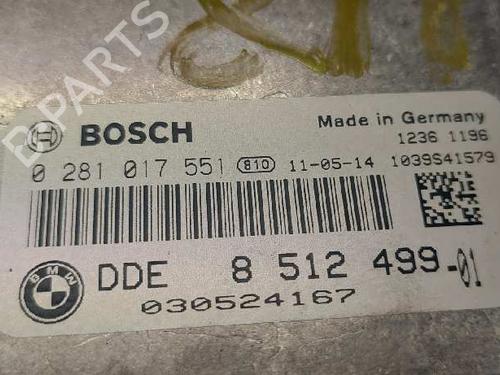 B-PARTS
BOSCH
Made in Germany
1236 1196
0 281 017 551 810 11-05-14 1039S41579
BMW
DDE 8 512 499-01
030524167